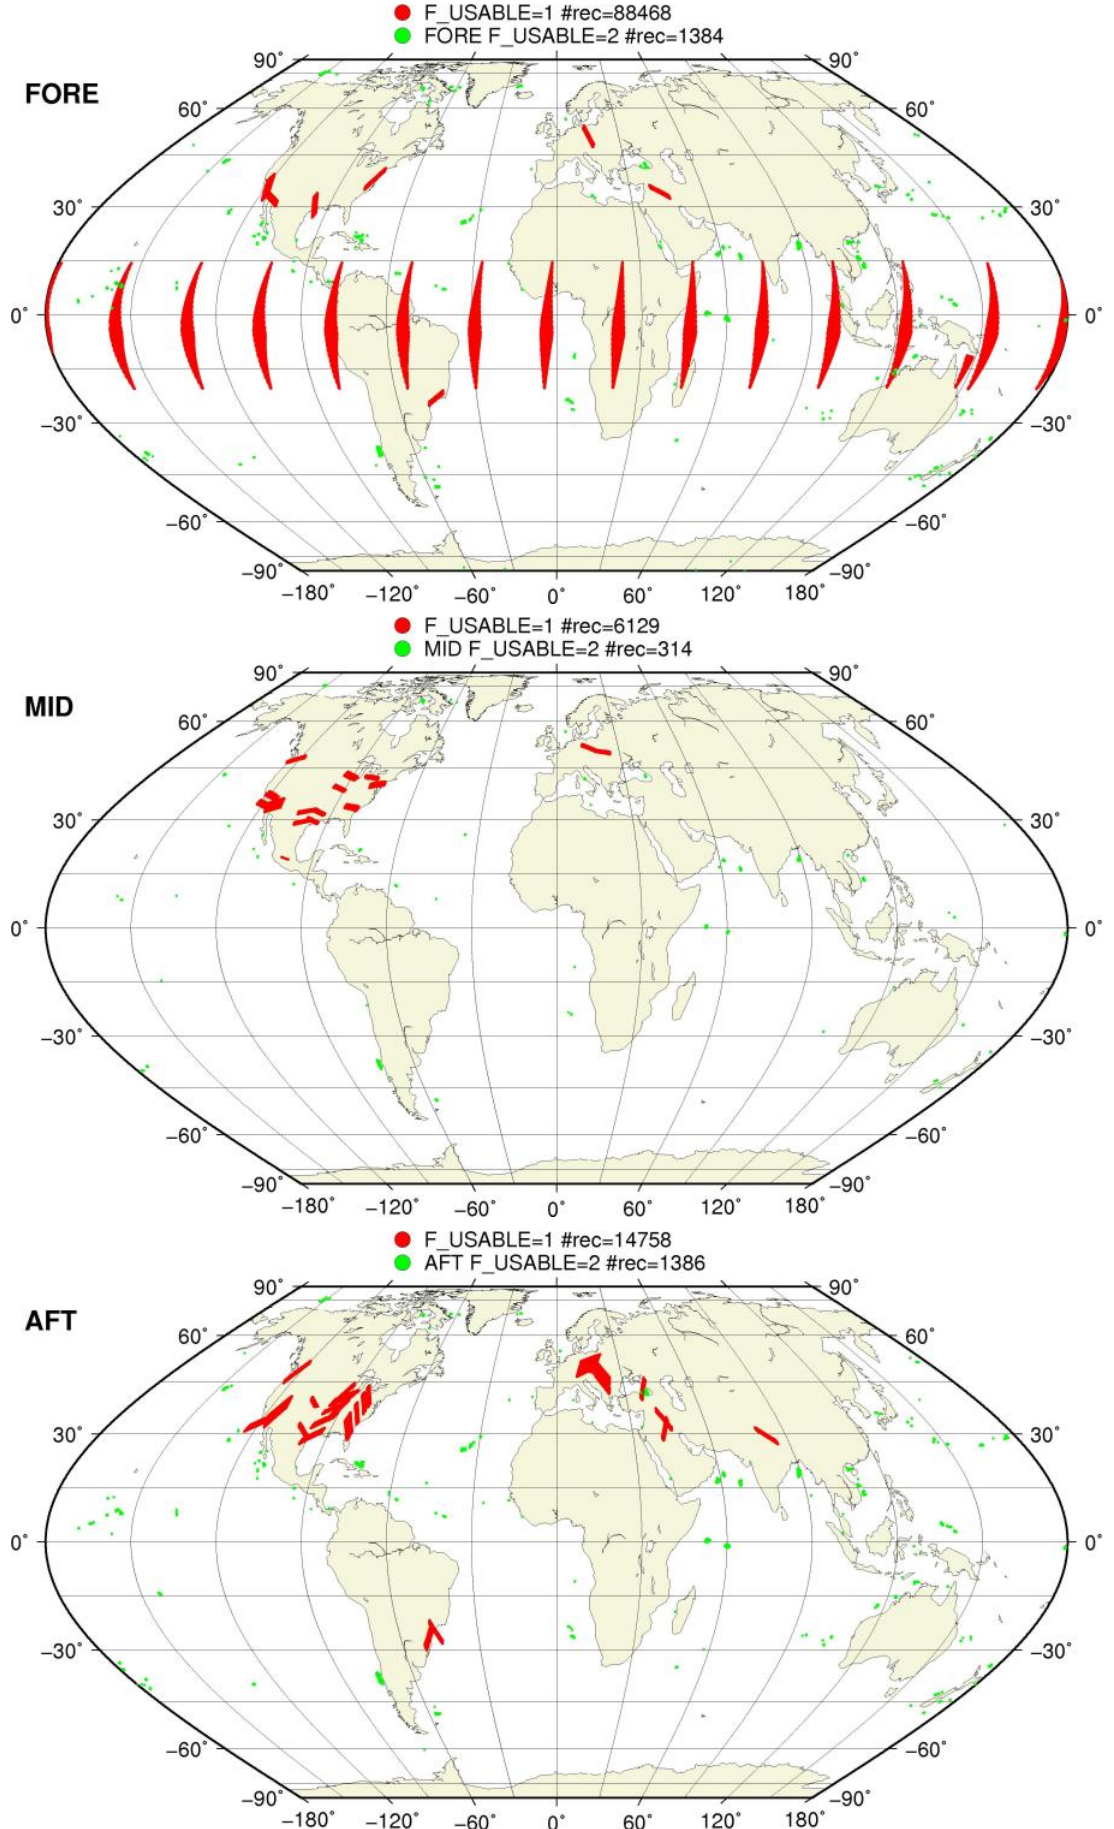 F_USABLE=1 #rec=88468
FORE F_USABLE=2 #rec=1384
FORE
90˚ 90˚
60˚ 60˚
30˚ 30˚
0˚ 0˚
−30˚ −30˚
−60˚ −60˚
−90˚ −90˚
−180˚ −120˚ −60˚ 0˚ 60˚ 120˚ 180˚
F_USABLE=1 #rec=6129
MID F_USABLE=2 #rec=314
MID
90˚ 90˚
60˚ 60˚
30˚ 30˚
0˚ 0˚
−30˚ −30˚
−60˚ −60˚
−90˚ −90˚
−180˚ −120˚ −60˚ 0˚ 60˚ 120˚ 180˚
F_USABLE=1 #rec=14758
AFT F_USABLE=2 #rec=1386
AFT
90˚ 90˚
60˚ 60˚
30˚ 30˚
0˚ 0˚
−30˚ −30˚
−60˚ −60˚
−90˚ −90˚
−180˚ −120˚ −60˚ 0˚ 60˚ 120˚ 180˚